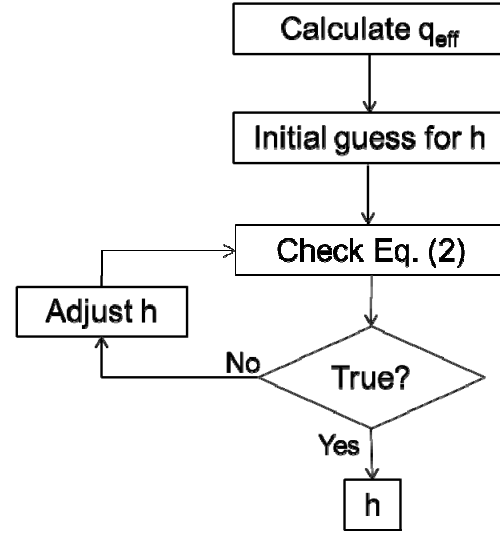 Calculate qeff
Initial guess for h
Check Eq. (2)
Adjust h
No
True?
Yes
h